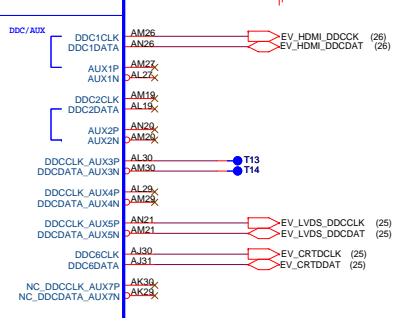 DDC/AUX
DDC1CLK AM26 EV_HDMI_DDCCK (26)
DDC1DATA AN26 EV_HDMI_DDCDAT (26)
AUX1P AM27
AUX1N AL27
DDC2CLK AM19
DDC2DATA AL19
AUX2P AN20
AUX2N AM20
DDCCLK_AUX3P AL30 T13
DDCDATA_AUX3N AM30 T14
DDCCLK_AUX4P AL29
DDCDATA_AUX4N AM29
DDCCLK_AUX5P AN21 EV_LVDS_DDCCLK (25)
DDCDATA_AUX5N AM21 EV_LVDS_DDCDAT (25)
DDC6CLK AJ30 EV_CRTDCLK (25)
DDC6DATA AJ31 EV_CRTDDAT (25)
NC_DDCCLK_AUX7P AK30
NC_DDCDATA_AUX7N AK29